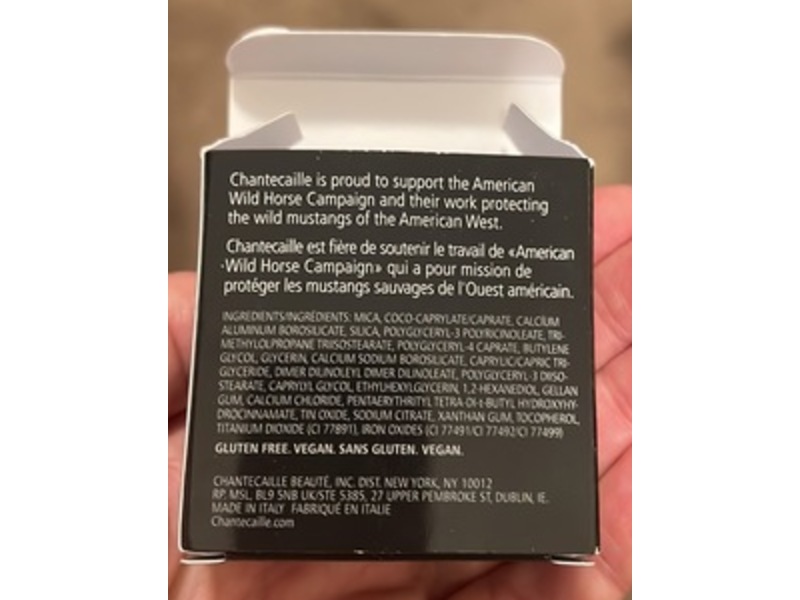 Chantecaille is proud to support the American
Wild Horse Campaign and their work protecting
the wild mustangs of the American West.
Chantecaille est fière de soutenir le travail de «American
Wild Horse Campaign» qui a pour mission de
protéger les mustangs sauvages de l'Ouest américain.
INGREDIENTS/INGRÉDIENTS: MICA, COCO-CAPRYLATE/CAPRATE, CALCIUM
ALUMINUM BOROSILICATE, SILICA, POLYGLYCERYL-3 POLYRICINOLEATE, TRI-
METHYLOLPROPANE TRIISOSTEARATE, POLYGLYCERYL-4 CAPRATE, BUTYLENE
GLYCOL, GLYCERIN, CALCIUM SODIUM BOROSILICATE, CAPRYLIC/CAPRIC TRI-
GLYCERIDE, DIMER DILINOLEYL DIMER DILINOLEATE, POLYGLYCERYL-3 DIISO-
STEARATE, CAPRYLYL GLYCOL, ETHYLHEXYLGLYCERIN, 1,2-HEXANEDIOL, GELLAN
GUM, CALCIUM CHLORIDE, PENTAERYTHRITYL TETRA-DI-t-BUTYL HYDROXYHY-
DROCINNAMATE, TIN OXIDE, SODIUM CITRATE, XANTHAN GUM, TOCOPHEROL,
TITANIUM DIOXIDE (CI 77891), IRON OXIDES (CI 77491/CI 77492/CI 77499)
GLUTEN FREE. VEGAN. SANS GLUTEN. VEGAN.
CHANTECAILLE BEAUTÉ, INC. DIST. NEW YORK, NY 10012
RP. MSL, BL9 5NB UK/STE 5385, 27 UPPER PEMBROKE ST, DUBLIN, IE.
MADE IN ITALY FABRIQUÉ EN ITALIE
Chantecaille.com